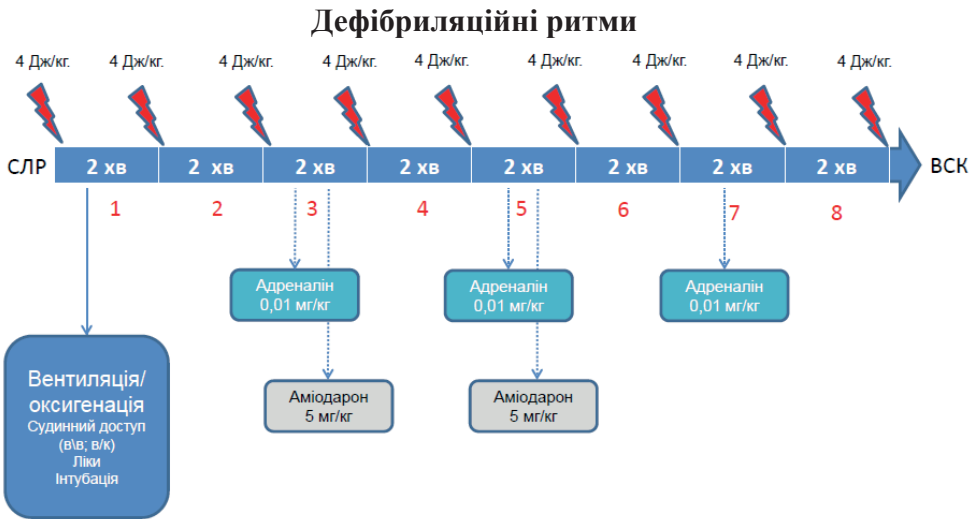 Дефібриляційні ритми
4 Дж/кг. 4 Дж/кг. 4 Дж/кг. 4 Дж/кг. 4 Дж/кг. 4 Дж/кг. 4 Дж/кг. 4 Дж/кг. 4 Дж/кг.
СЛР 2 хв 2 хв 2 хв 2 хв 2 хв 2 хв 2 хв 2 хв ВСК
1 2 3 4 5 6 7 8
Адреналін
0,01 мг/кг
Адреналін
0,01 мг/кг
Адреналін
0,01 мг/кг
Вентиляція/
оксигенація
Судинний доступ
(в\в; в/к)
Ліки
Інтубація
Аміодарон
5 мг/кг
Аміодарон
5 мг/кг